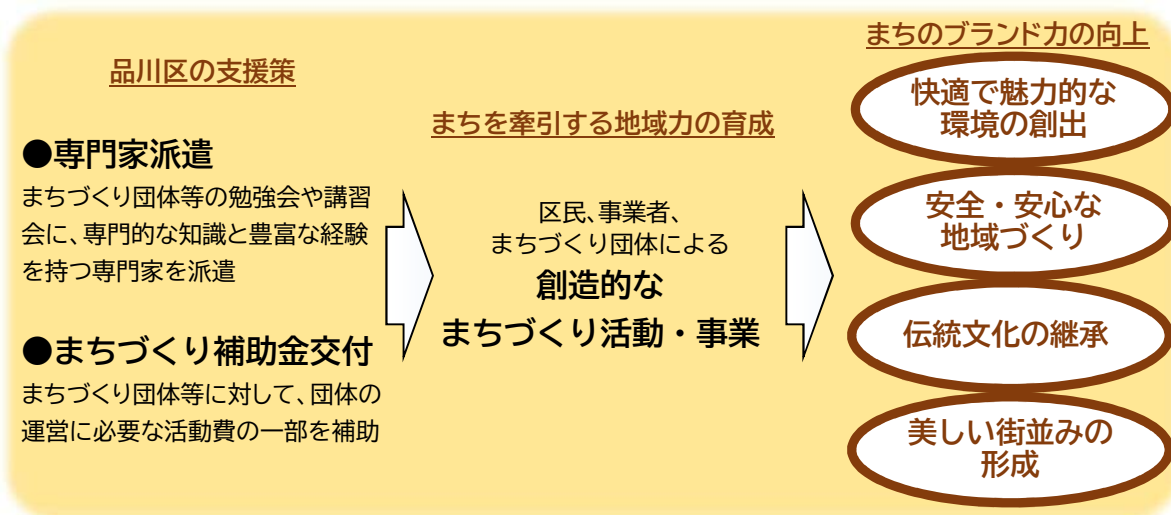 品川区の支援策
●専門家派遣
まちづくり団体等の勉強会や講習
会に、専門的な知識と豊富な経験
を持つ専門家を派遣
●まちづくり補助金交付
まちづくり団体等に対して、団体の
運営に必要な活動費の一部を補助
まちを牽引する地域力の育成
区民、事業者、
まちづくり団体による
創造的な
まちづくり活動・事業
まちのブランド力の向上
快適で魅力的な
環境の創出
安全・安心な
地域づくり
伝統文化の継承
美しい街並みの
形成